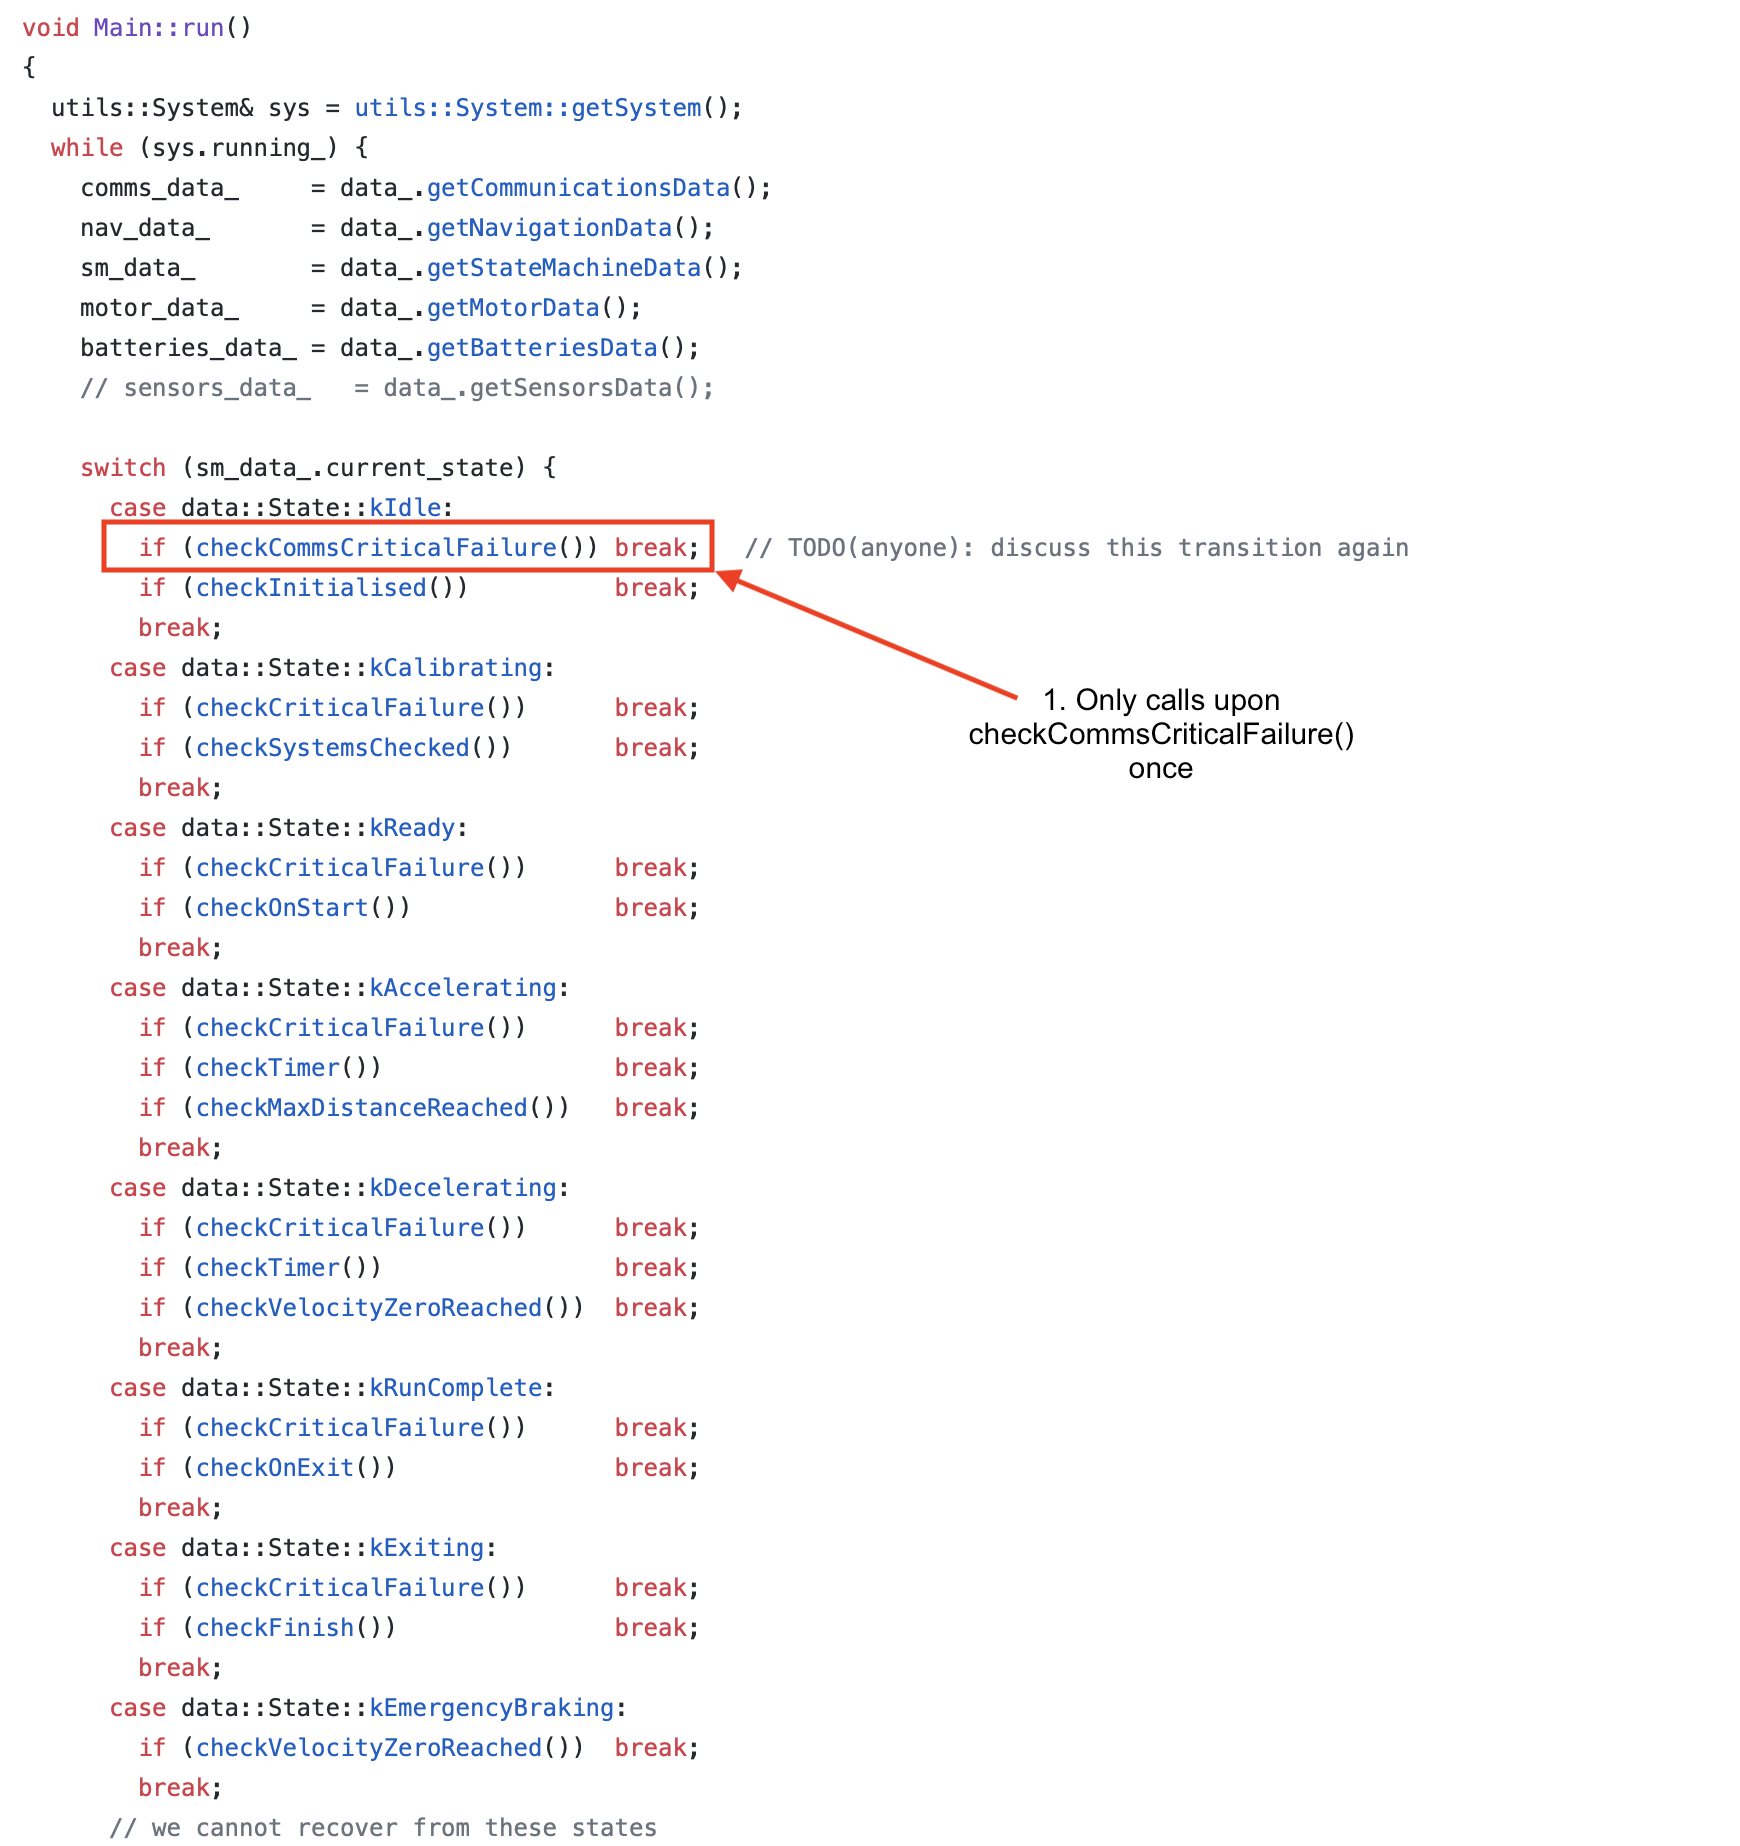 void Main::run()
{
  utils::System& sys = utils::System::getSystem();
  while (sys.running_) {
    comms_data_     = data_.getCommunicationsData();
    nav_data_       = data_.getNavigationData();
    sm_data_        = data_.getStateMachineData();
    motor_data_     = data_.getMotorData();
    batteries_data_ = data_.getBatteriesData();
    // sensors_data_   = data_.getSensorsData();

    switch (sm_data_.current_state) {
      case data::State::kIdle:
        if (checkCommsCriticalFailure()) break;   // TODO(anyone): discuss this transition again
        if (checkInitialised())          break;
        break;
      case data::State::kCalibrating:
        if (checkCriticalFailure())      break;
        if (checkSystemsChecked())       break;
        break;
      case data::State::kReady:
        if (checkCriticalFailure())      break;
        if (checkOnStart())              break;
        break;
      case data::State::kAccelerating:
        if (checkCriticalFailure())      break;
        if (checkTimer())                break;
        if (checkMaxDistanceReached())   break;
        break;
      case data::State::kDecelerating:
        if (checkCriticalFailure())      break;
        if (checkTimer())                break;
        if (checkVelocityZeroReached())  break;
        break;
      case data::State::kRunComplete:
        if (checkCriticalFailure())      break;
        if (checkOnExit())               break;
        break;
      case data::State::kExiting:
        if (checkCriticalFailure())      break;
        if (checkFinish())               break;
        break;
      case data::State::kEmergencyBraking:
        if (checkVelocityZeroReached())  break;
        break;
      // we cannot recover from these states
1. Only calls upon
checkCommsCriticalFailure()
once